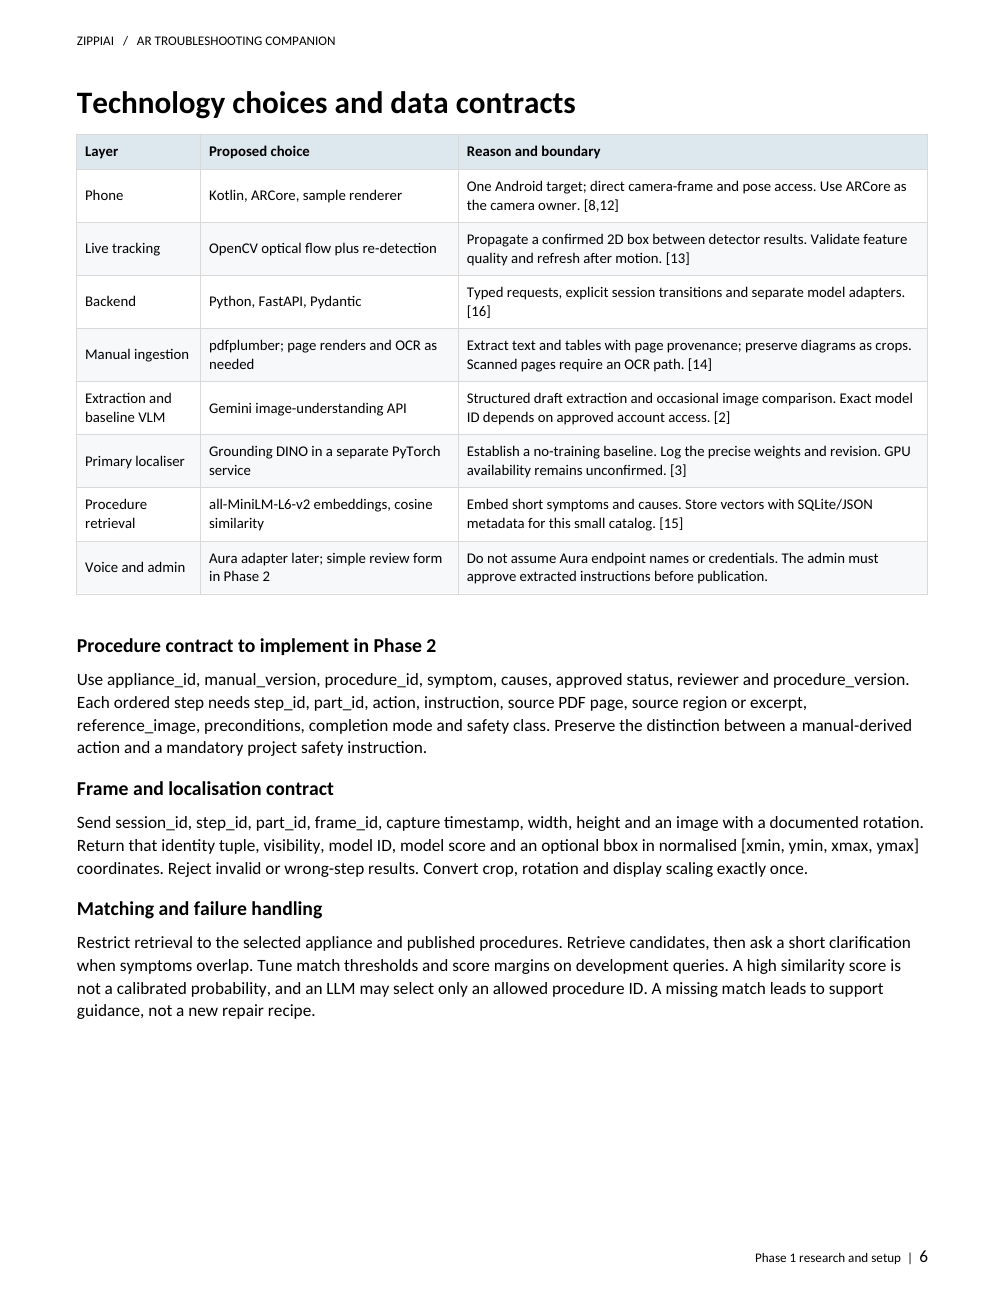 ZIPPIAI / AR TROUBLESHOOTING COMPANION
Technology choices and data contracts
Layer
Proposed choice
Reason and boundary
Phone
Kotlin, ARCore, sample renderer
One Android target; direct camera-frame and pose access. Use ARCore as
the camera owner. [8,12]
Live tracking
OpenCV optical flow plus re-detection
Propagate a confirmed 2D box between detector results. Validate feature
quality and refresh after motion. [13]
Backend
Python, FastAPI, Pydantic
Typed requests, explicit session transitions and separate model adapters.
[16]
Manual ingestion
pdfplumber; page renders and OCR as
needed
Extract text and tables with page provenance; preserve diagrams as crops.
Scanned pages require an OCR path. [14]
Extraction and
baseline VLM
Gemini image-understanding API
Structured draft extraction and occasional image comparison. Exact model
ID depends on approved account access. [2]
Primary localiser
Grounding DINO in a separate PyTorch
service
Establish a no-training baseline. Log the precise weights and revision. GPU
availability remains unconfirmed. [3]
Procedure
retrieval
all-MiniLM-L6-v2 embeddings, cosine
similarity
Embed short symptoms and causes. Store vectors with SQLite/JSON
metadata for this small catalog. [15]
Voice and admin
Aura adapter later; simple review form
in Phase 2
Do not assume Aura endpoint names or credentials. The admin must
approve extracted instructions before publication.
Procedure contract to implement in Phase 2
Use appliance_id, manual_version, procedure_id, symptom, causes, approved status, reviewer and procedure_version.
Each ordered step needs step_id, part_id, action, instruction, source PDF page, source region or excerpt,
reference_image, preconditions, completion mode and safety class. Preserve the distinction between a manual-derived
action and a mandatory project safety instruction.
Frame and localisation contract
Send session_id, step_id, part_id, frame_id, capture timestamp, width, height and an image with a documented rotation.
Return that identity tuple, visibility, model ID, model score and an optional bbox in normalised [xmin, ymin, xmax, ymax]
coordinates. Reject invalid or wrong-step results. Convert crop, rotation and display scaling exactly once.
Matching and failure handling
Restrict retrieval to the selected appliance and published procedures. Retrieve candidates, then ask a short clarification
when symptoms overlap. Tune match thresholds and score margins on development queries. A high similarity score is
not a calibrated probability, and an LLM may select only an allowed procedure ID. A missing match leads to support
guidance, not a new repair recipe.
Phase 1 research and setup | 6